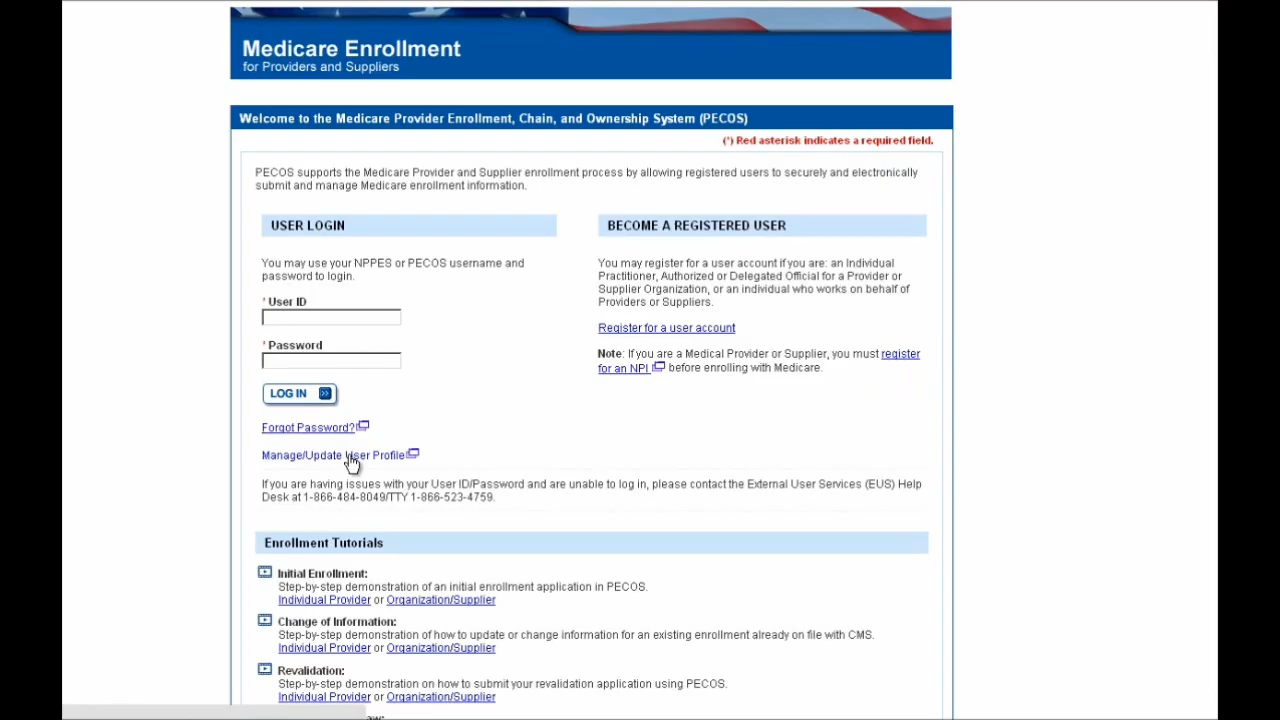 Medicare Enrollment
for Providers and Suppliers
Welcome to the Medicare Provider Enrollment, Chain, and Ownership System (PECOS)
(*) Red asterisk indicates a required field.
PECOS supports the Medicare Provider and Supplier enrollment process by allowing registered users to securely and electronically
submit and manage Medicare enrollment information.
USER LOGIN
You may use your NPPES or PECOS username and
password to login.
* User ID
* Password
LOG IN
Forgot Password?
Manage/Update User Profile
BECOME A REGISTERED USER
You may register for a user account if you are: an Individual
Practitioner, Authorized or Delegated Official for a Provider or
Supplier Organization, or an individual who works on behalf of
Providers or Suppliers.
Register for a user account
Note: If you are a Medical Provider or Supplier, you must register
for an NPI before enrolling with Medicare.
If you are having issues with your User ID/Password and are unable to log in, please contact the External User Services (EUS) Help
Desk at 1-866-484-8049/TTY 1-866-523-4759.
Enrollment Tutorials
Initial Enrollment:
Step-by-step demonstration of an initial enrollment application in PECOS.
Individual Provider or Organization/Supplier
Change of Information:
Step-by-step demonstration of how to update or change information for an existing enrollment already on file with CMS.
Individual Provider or Organization/Supplier
Revalidation:
Step-by-step demonstration on how to submit your revalidation application using PECOS.
Individual Provider or Organization/Supplier